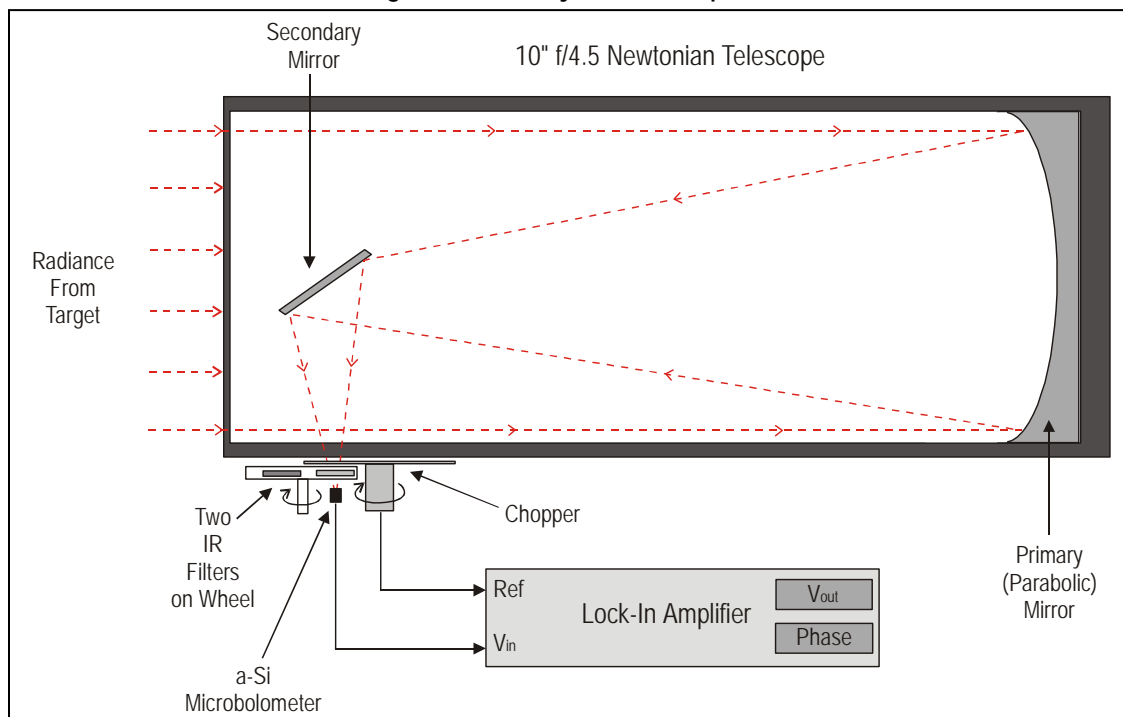 Secondary
Mirror
10" f/4.5 Newtonian Telescope
Radiance
From
Target
Two
IR
Filters
on Wheel
Chopper
Primary
(Parabolic)
Mirror
Ref
Vin
Lock-In Amplifier
Vout
Phase
a-Si
Microbolometer